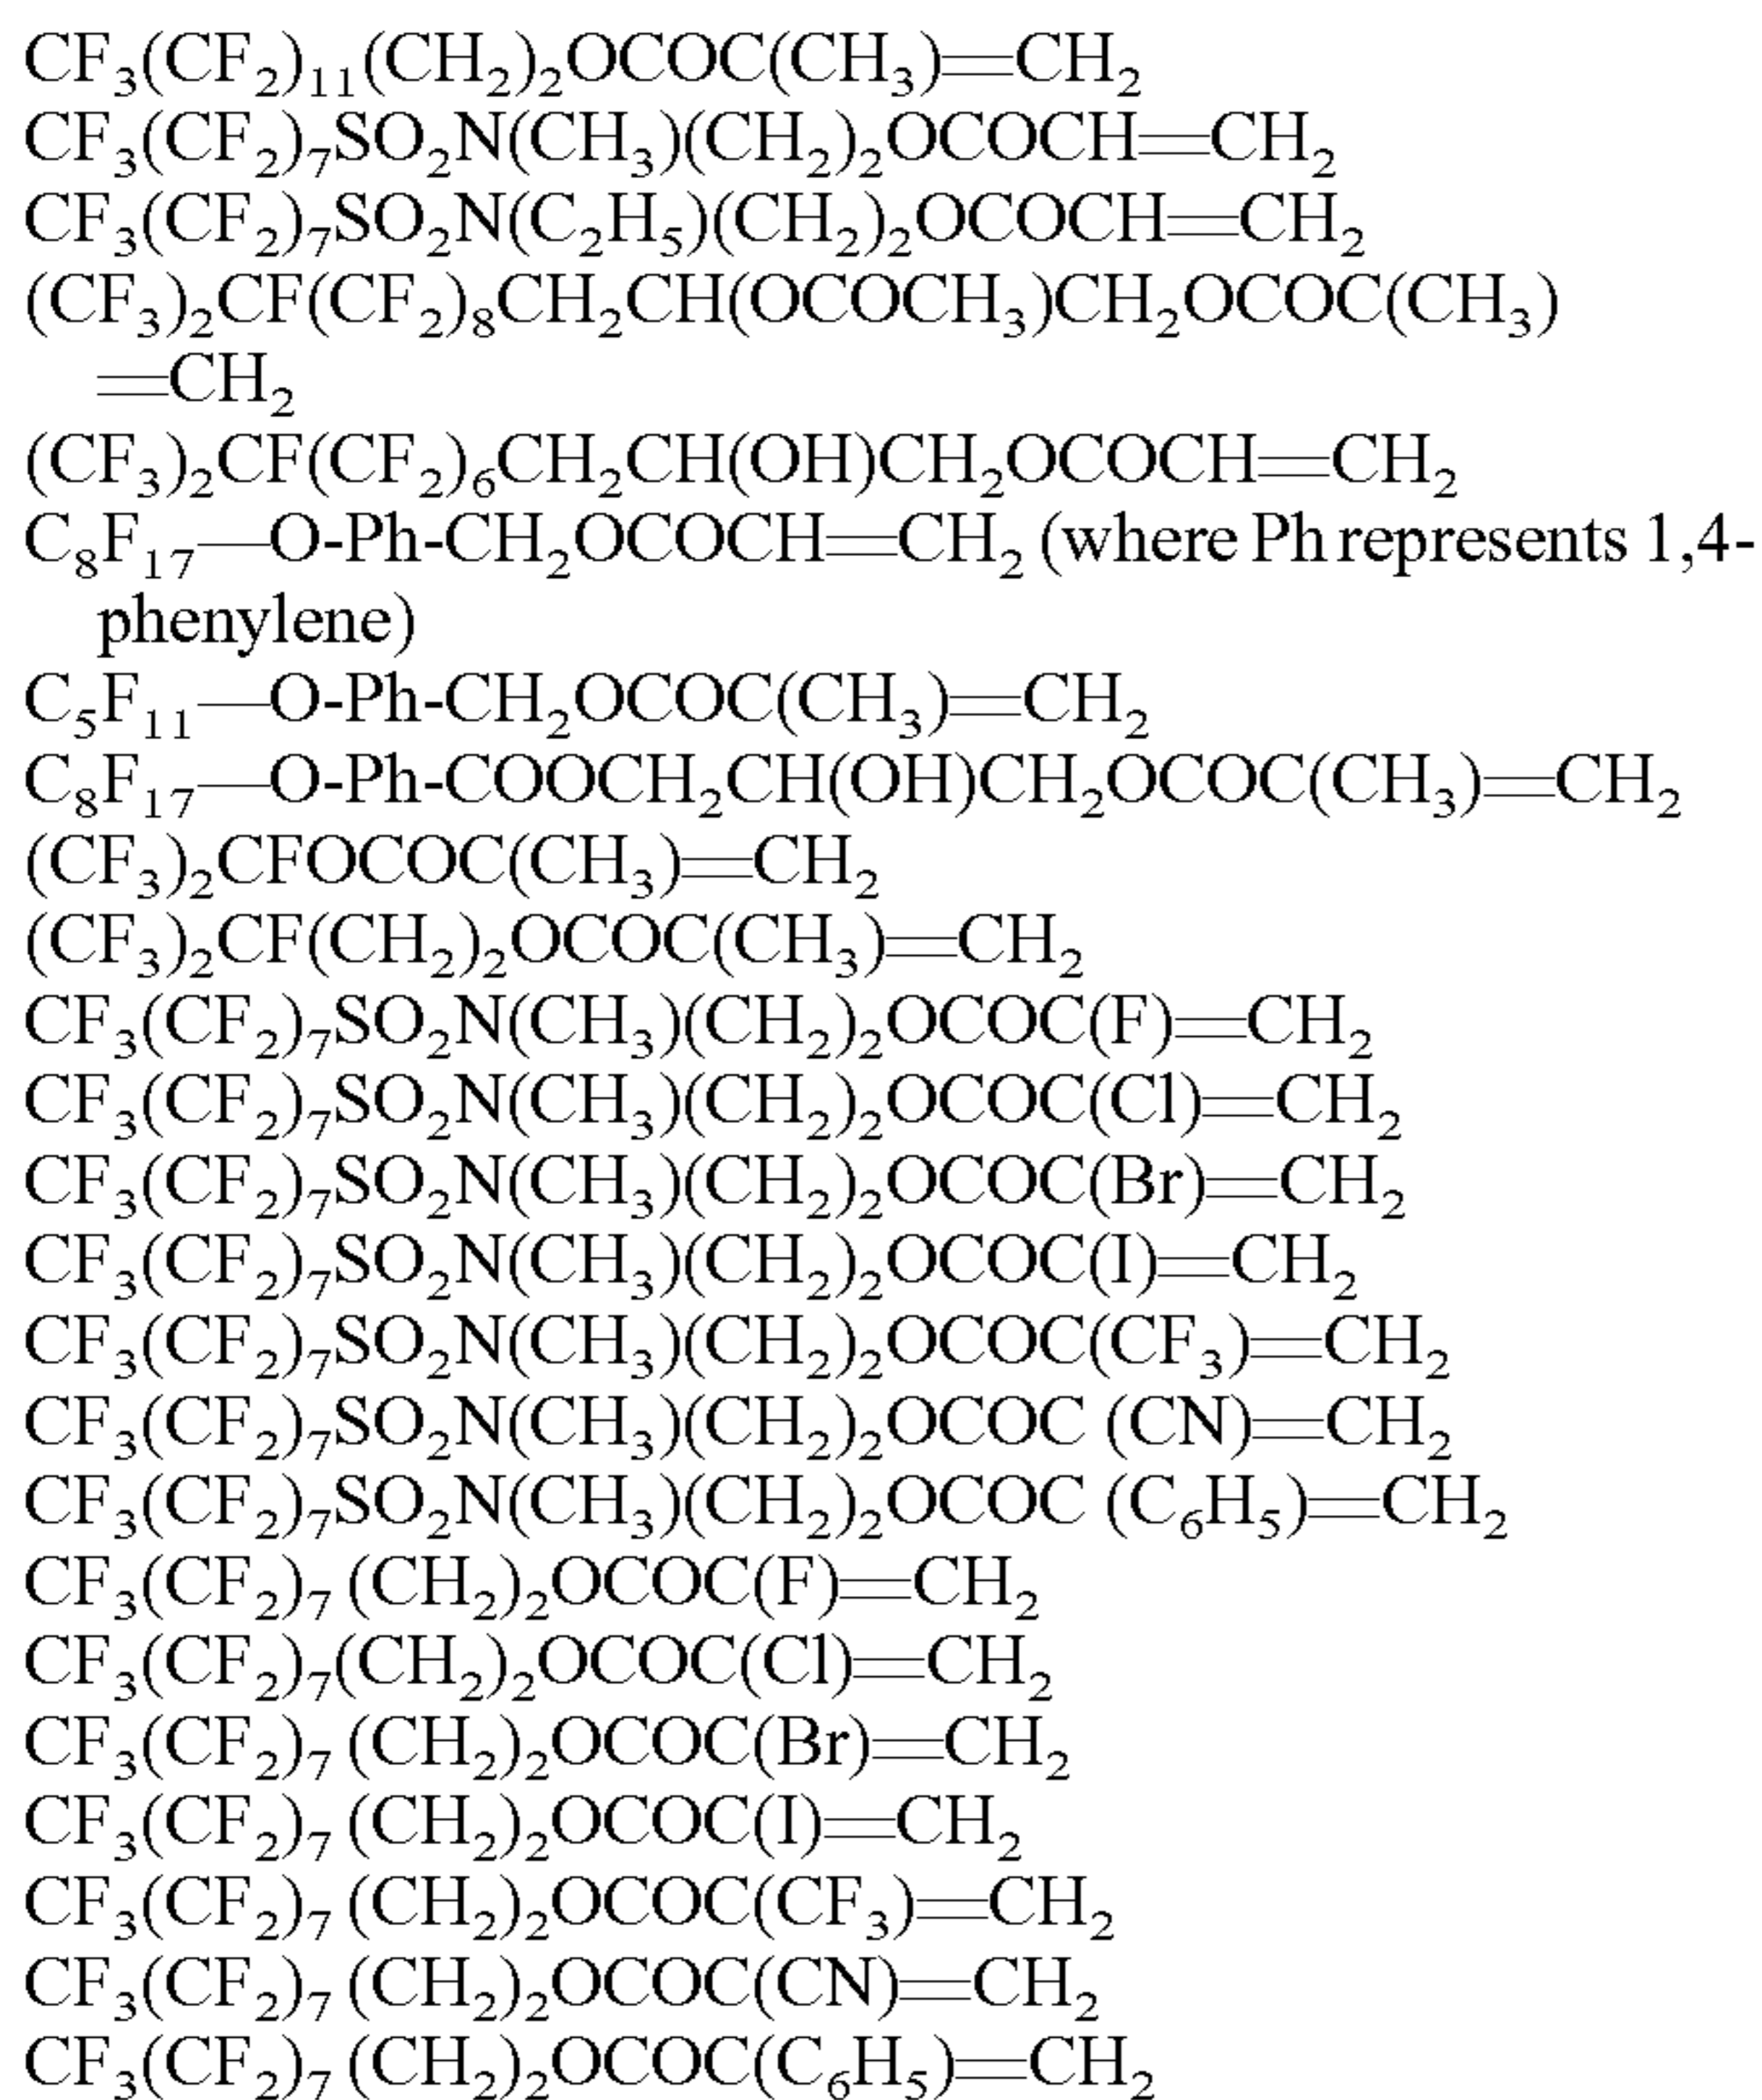 CF₃(CF₂)₁₁(CH₂)₂OCOC(CH₃)═CH₂
CF₃(CF₂)₇SO₂N(CH₃)(CH₂)₂OCOCH═CH₂
CF₃(CF₂)₇SO₂N(C₂H₅)(CH₂)₂OCOCH═CH₂
(CF₃)₂CF(CF₂)₈CH₂CH(OCOCH₃)CH₂OCOC(CH₃)
═CH₂
(CF₃)₂CF(CF₂)₆CH₂CH(OH)CH₂OCOCH═CH₂
C₈F₁₇—O-Ph-CH₂OCOCH═CH₂ (where Ph represents 1,4-
phenylene)
C₅F₁₁—O-Ph-CH₂OCOC(CH₃)═CH₂
C₈F₁₇—O-Ph-COOCH₂CH(OH)CH₂OCOC(CH₃)═CH₂
(CF₃)₂CFOCOC(CH₃)═CH₂
(CF₃)₂CF(CH₂)₂OCOC(CH₃)═CH₂
CF₃(CF₂)₇SO₂N(CH₃)(CH₂)₂OCOC(F)═CH₂
CF₃(CF₂)₇SO₂N(CH₃)(CH₂)₂OCOC(Cl)═CH₂
CF₃(CF₂)₇SO₂N(CH₃)(CH₂)₂OCOC(Br)═CH₂
CF₃(CF₂)₇SO₂N(CH₃)(CH₂)₂OCOC(I)═CH₂
CF₃(CF₂)₇SO₂N(CH₃)(CH₂)₂OCOC(CF₃)═CH₂
CF₃(CF₂)₇SO₂N(CH₃)(CH₂)₂OCOC (CN)═CH₂
CF₃(CF₂)₇SO₂N(CH₃)(CH₂)₂OCOC (C₆H₅)═CH₂
CF₃(CF₂)₇ (CH₂)₂OCOC(F)═CH₂
CF₃(CF₂)₇(CH₂)₂OCOC(Cl)═CH₂
CF₃(CF₂)₇ (CH₂)₂OCOC(Br)═CH₂
CF₃(CF₂)₇ (CH₂)₂OCOC(I)═CH₂
CF₃(CF₂)₇ (CH₂)₂OCOC(CF₃)═CH₂
CF₃(CF₂)₇ (CH₂)₂OCOC(CN)═CH₂
CF₃(CF₂)₇ (CH₂)₂OCOC(C₆H₅)═CH₂